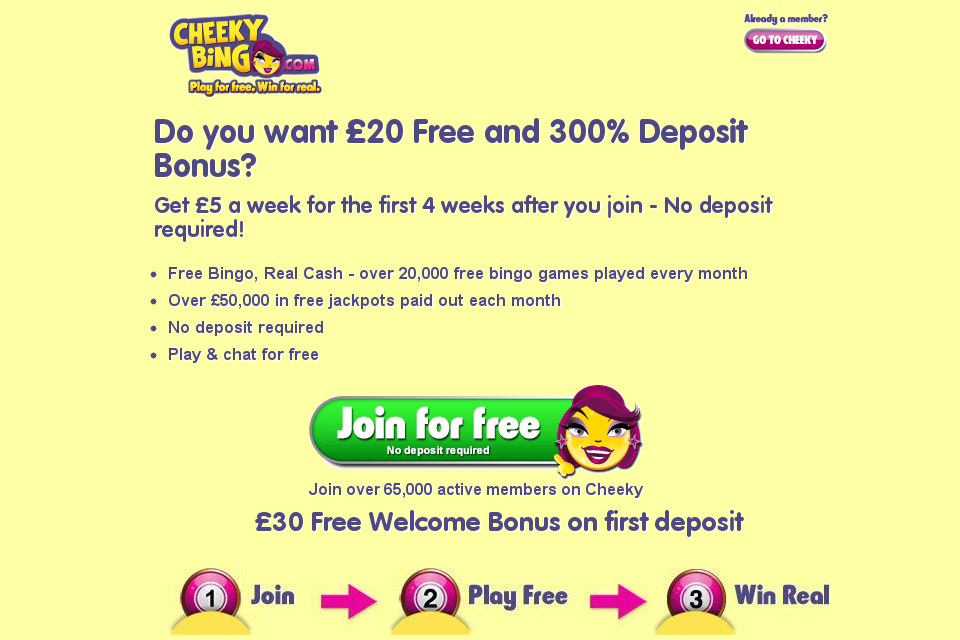 CHEEKY
BiNGO
.COM
Play for free. Win for real.
Already a member?
GO TO CHEEKY
Do you want £20 Free and 300% Deposit
Bonus?
Get £5 a week for the first 4 weeks after you join - No deposit
required!
• Free Bingo, Real Cash - over 20,000 free bingo games played every month
• Over £50,000 in free jackpots paid out each month
• No deposit required
• Play & chat for free
Join for free
No deposit required
Join over 65,000 active members on Cheeky
£30 Free Welcome Bonus on first deposit
1 Join 2 Play Free 3 Win Real